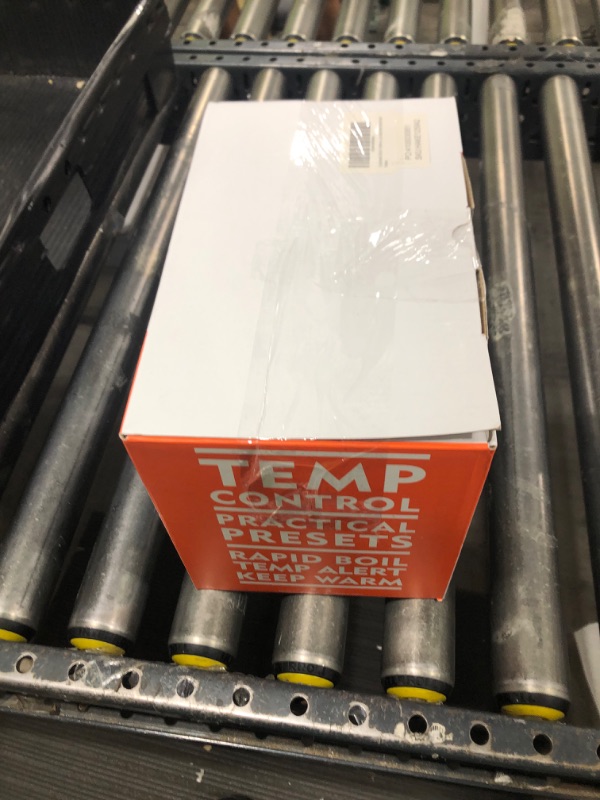 TEMP
CONTROL
PRACTICAL
PRESETS
RAPID BOIL
TEMP ALERT
KEEP WARM